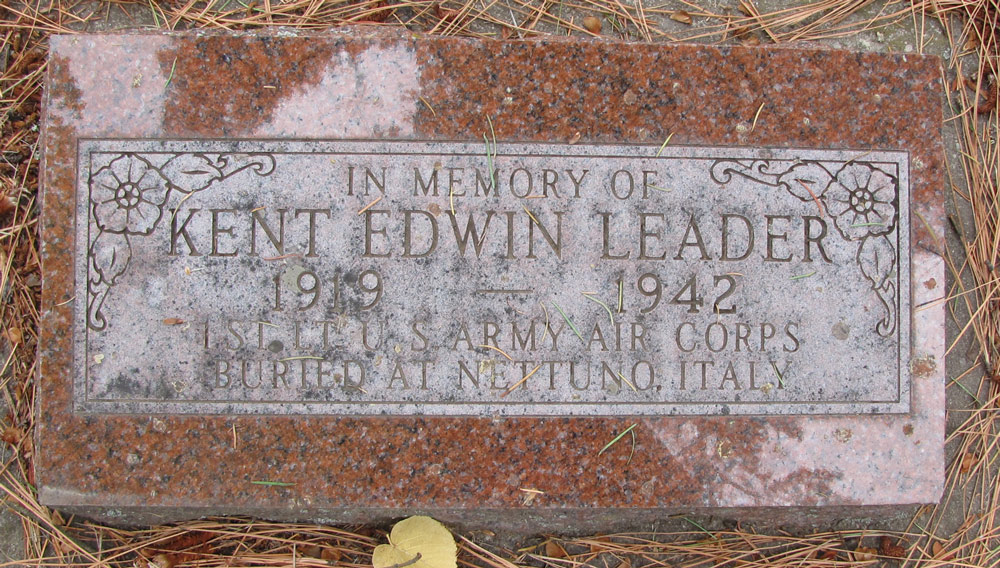 IN MEMORY OF
KENT EDWIN LEADER
1919 — 1942
1ST LT U S ARMY AIR CORPS
BURIED AT NETTUNO, ITALY